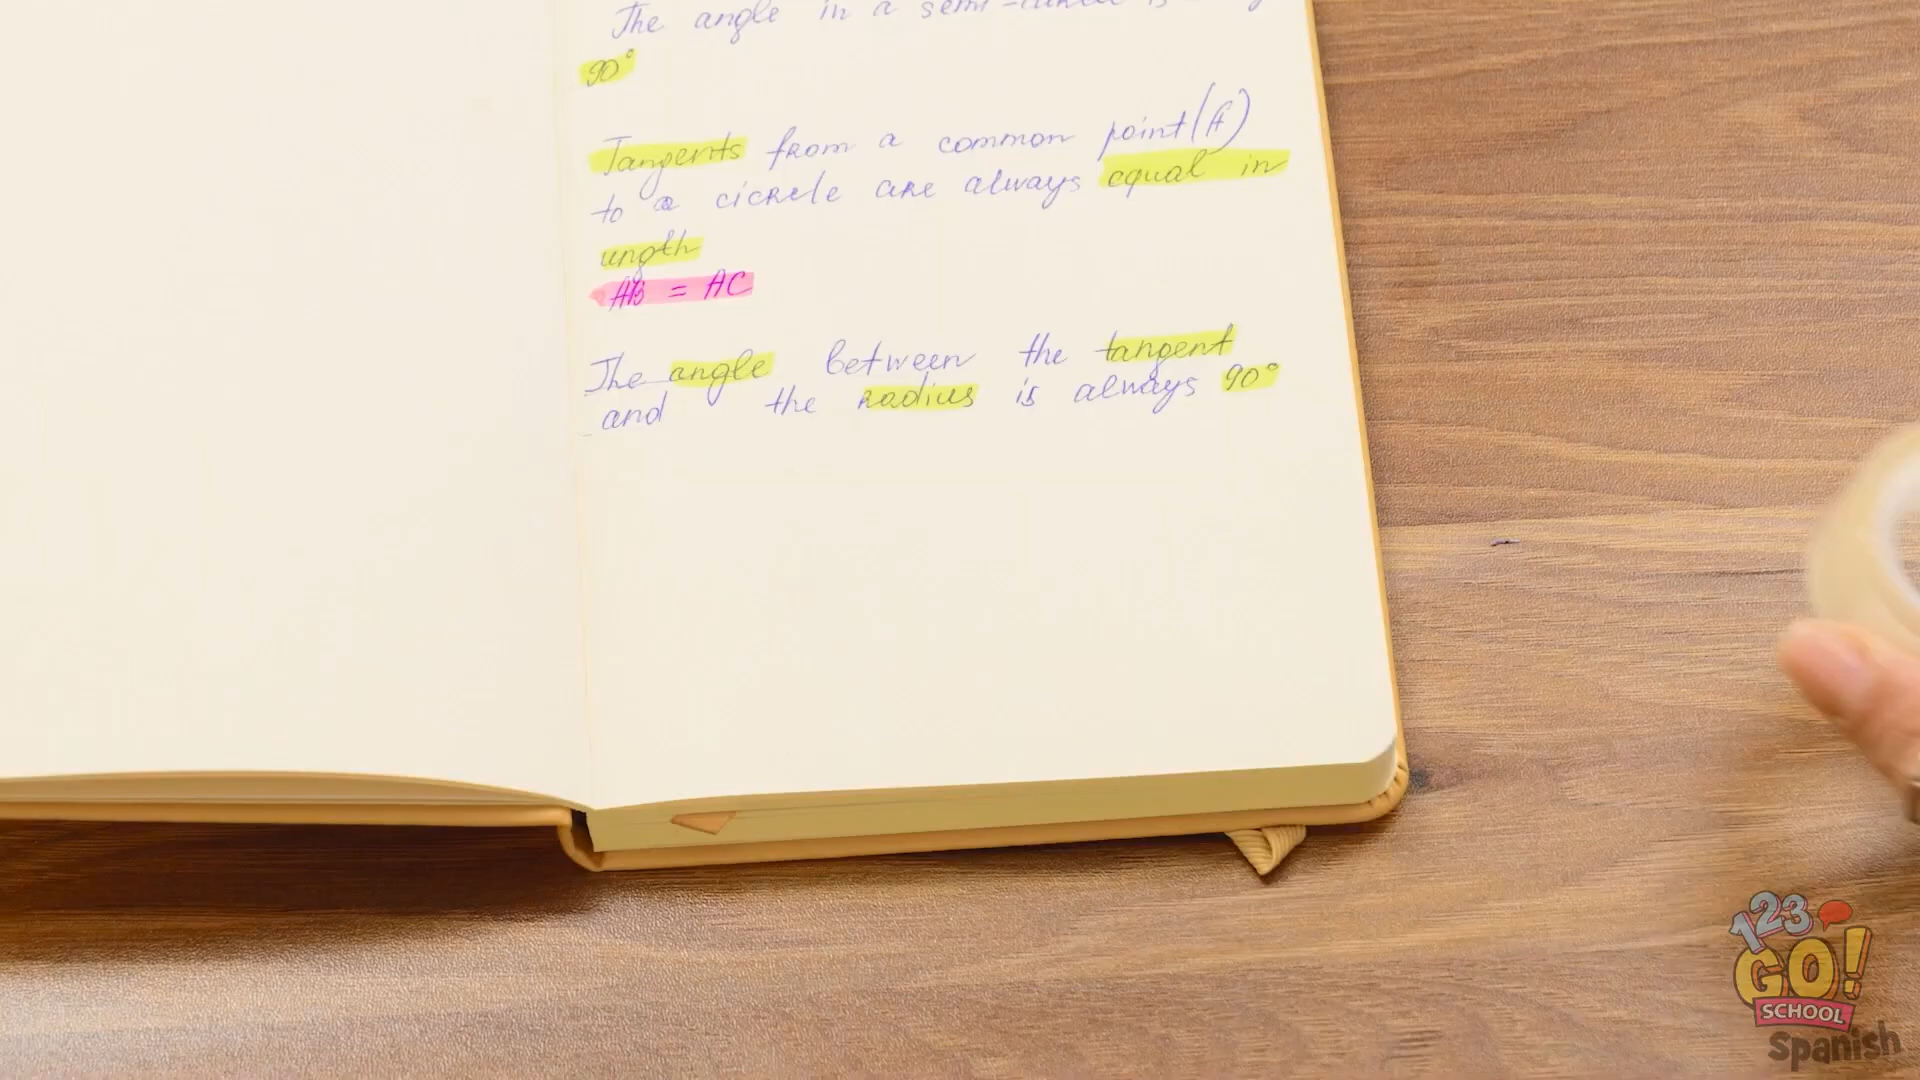 The angle in a semi-
90°
Tangents from a common point (A)
to a cicrcle are always equal in
length
AB = AC
The angle between the tangent
and the radius is always 90°
123
GO!
SCHOOL
Spanish